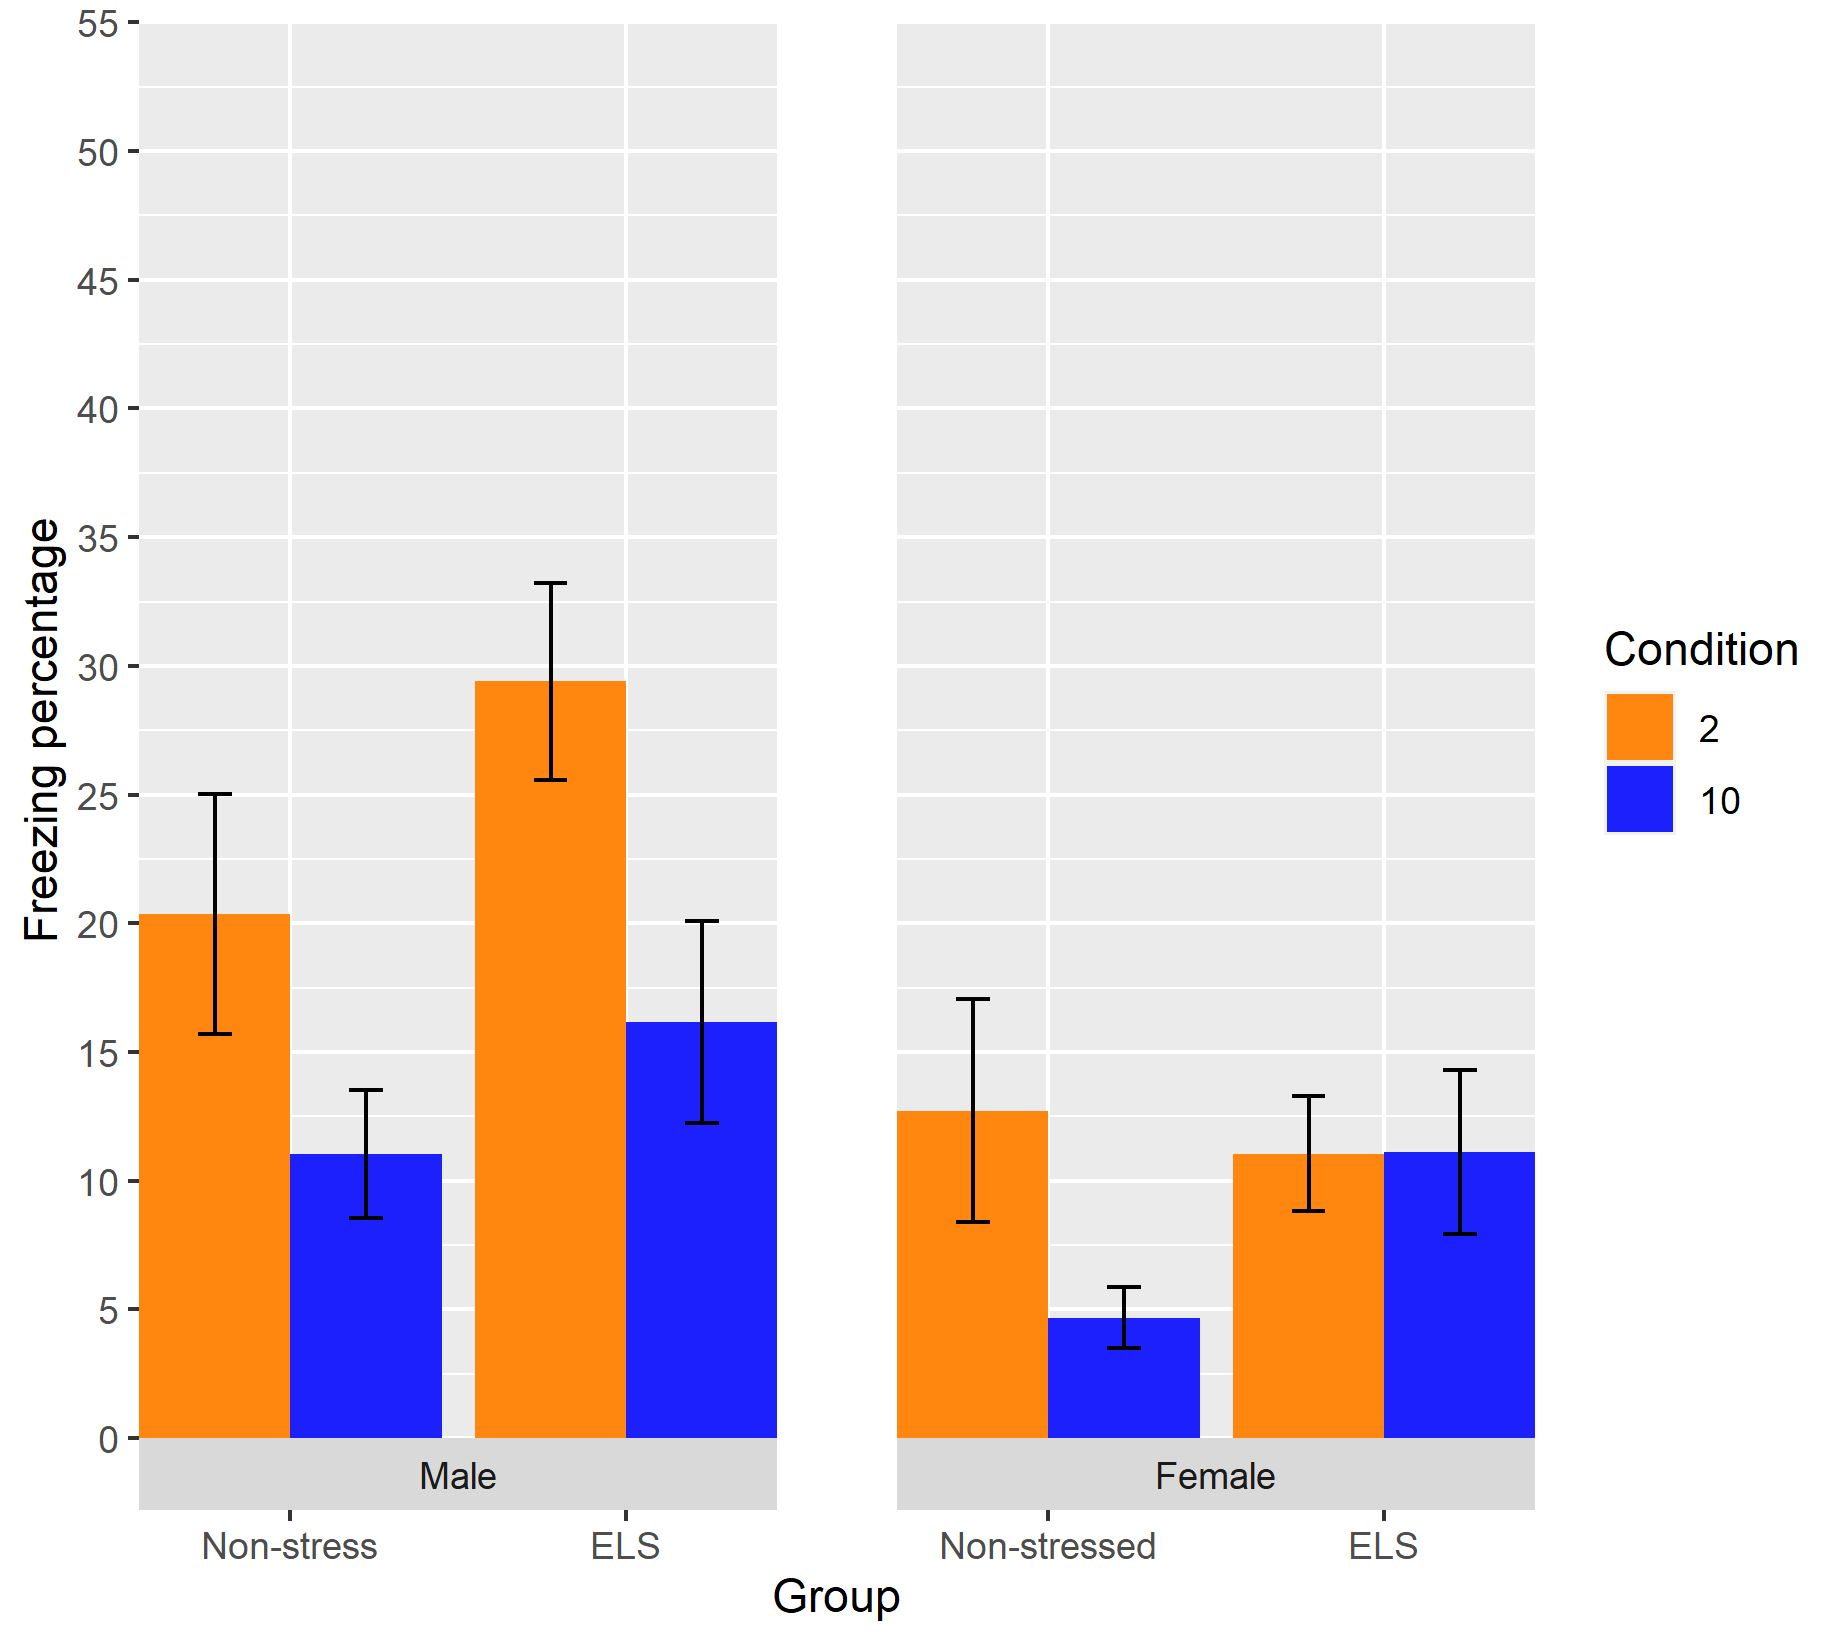 Freezing percentage
55
50
45
40
35
30
25
20
15
10
5
0
Male
Female
Non-stress
ELS
Non-stressed
ELS
Group
Condition
2
10